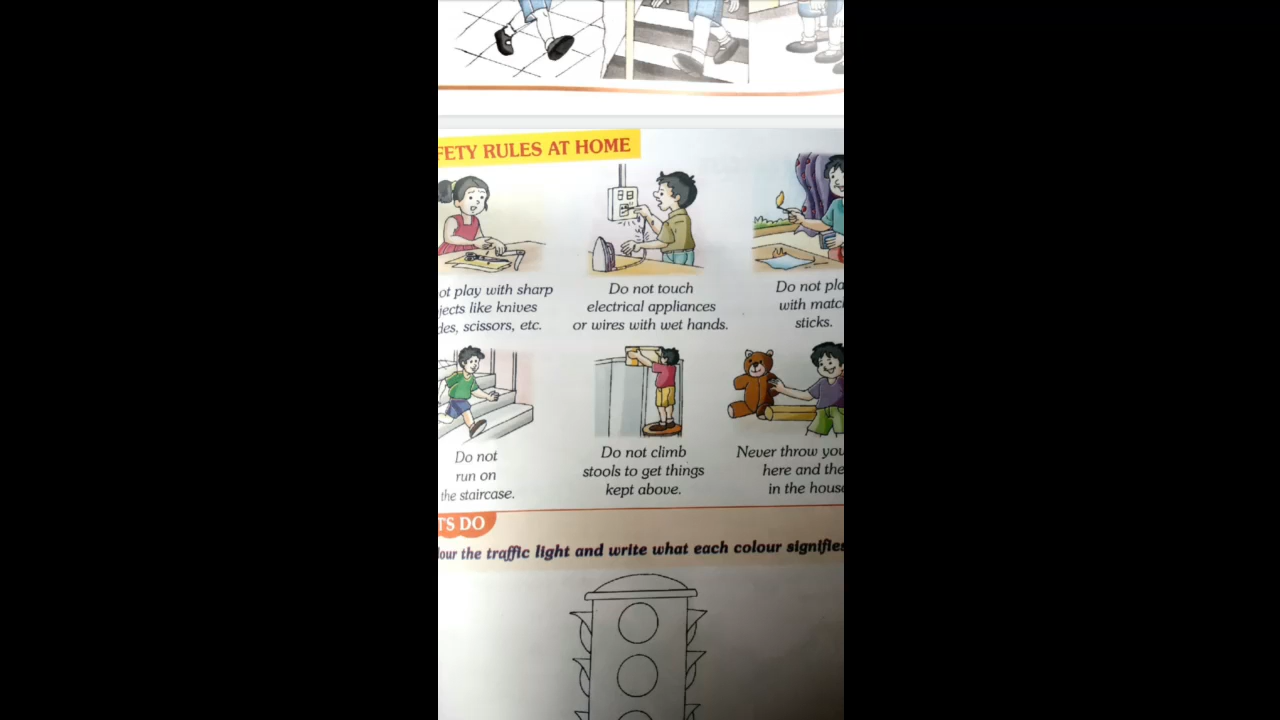 FETY RULES AT HOME
ot play with sharp
jects like knives
des, scissors, etc.
Do not touch
electrical appliances
or wires with wet hands.
Do not pla
with matc
sticks.
Do not
run on
the staircase.
Do not climb
stools to get things
kept above.
Never throw you
here and the
in the house
TS DO
lour the traffic light and write what each colour signifies